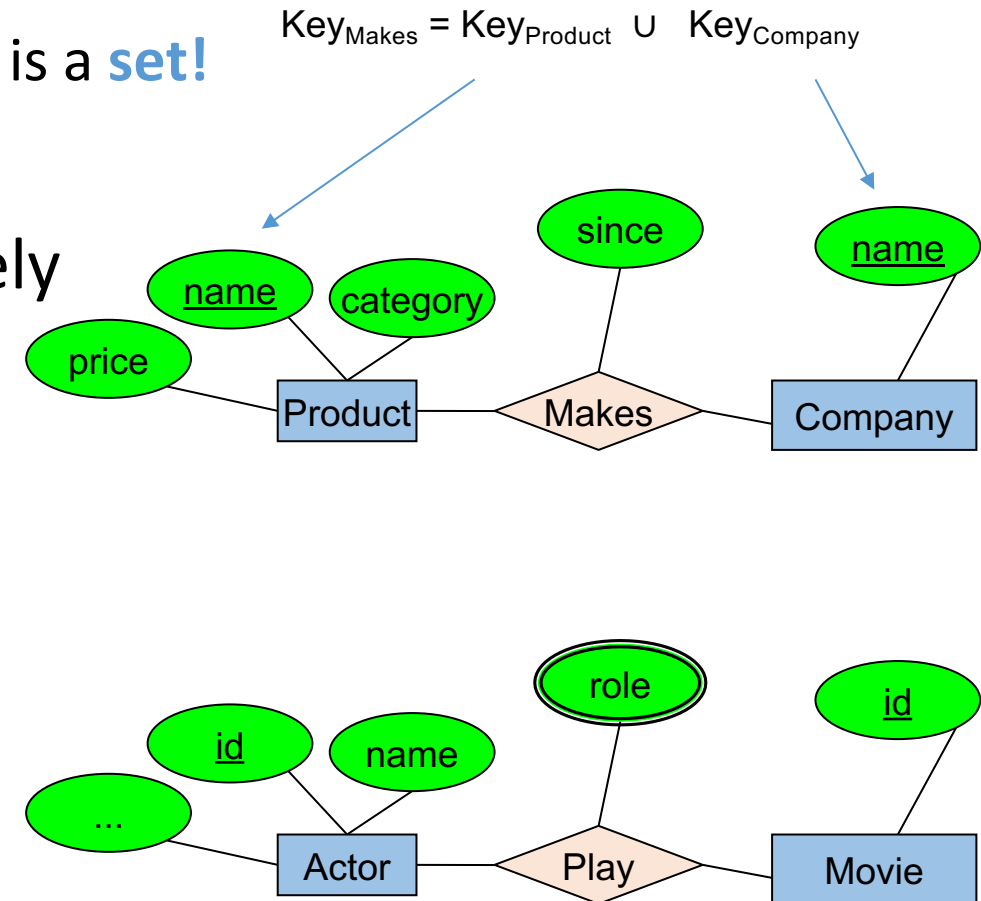 Key_Makes = Key_Product ∪ Key_Company
is a set!
since
name
ely
name
category
price
Product
Makes
Company
role
id
id
name
...
Actor
Play
Movie